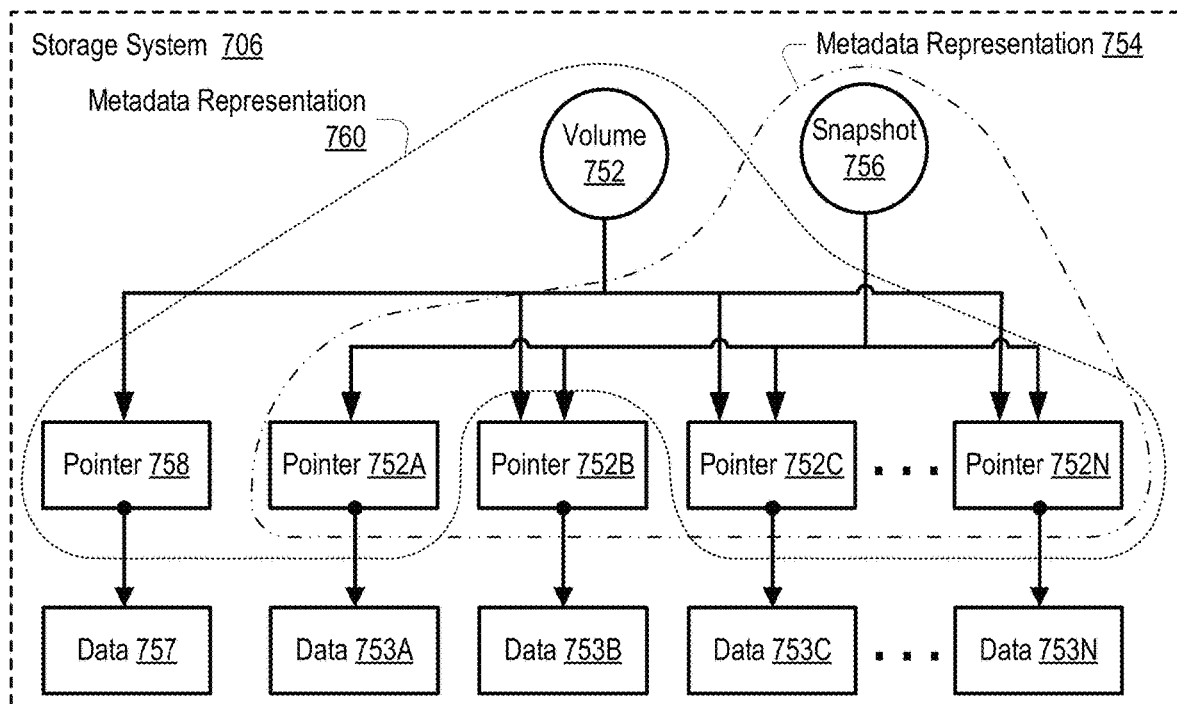 Storage System 706
Metadata Representation 754
Metadata Representation
760
Volume
752
Snapshot
756
Pointer 758
Pointer 752A
Pointer 752B
Pointer 752C
Pointer 752N
Data 757
Data 753A
Data 753B
Data 753C
Data 753N